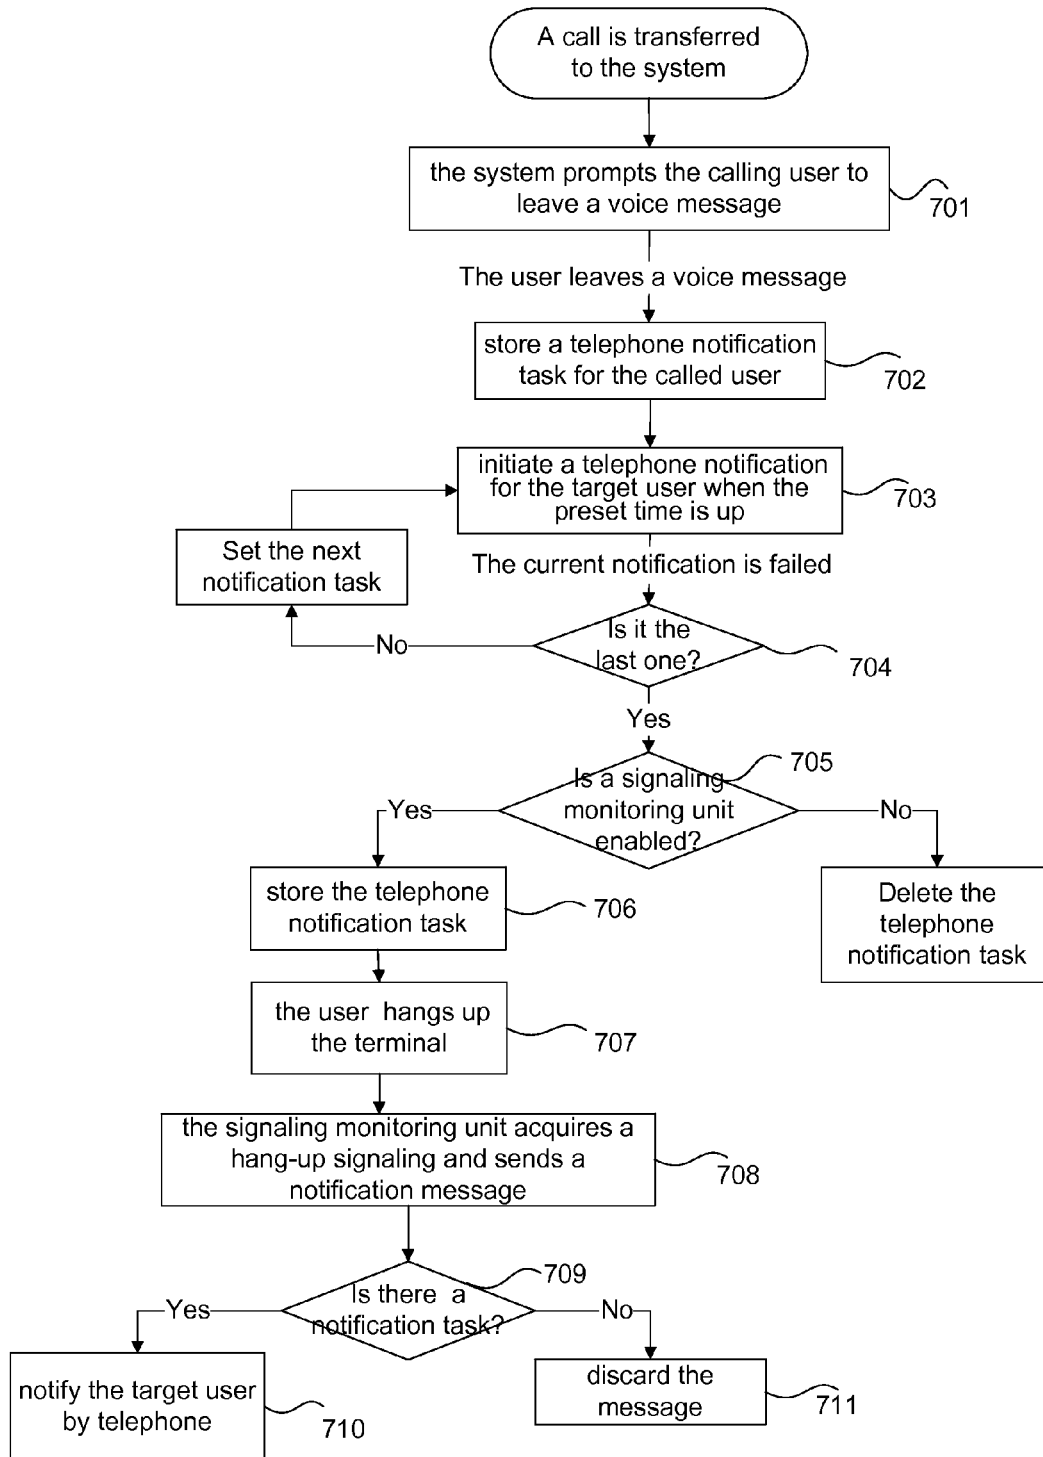 A call is transferred
to the system
the system prompts the calling user to
leave a voice message
701
The user leaves a voice message
store a telephone notification
task for the called user
702
initiate a telephone notification
for the target user when the
preset time is up
703
Set the next
notification task
The current notification is failed
Is it the
last one?
No
704
Yes
Is a signaling
monitoring unit
enabled?
705
Yes
No
store the telephone
notification task
706
Delete the
telephone
notification task
the user hangs up
the terminal
707
the signaling monitoring unit acquires a
hang-up signaling and sends a
notification message
708
Is there a
notification task?
709
Yes
No
notify the target user
by telephone
710
discard the
message
711